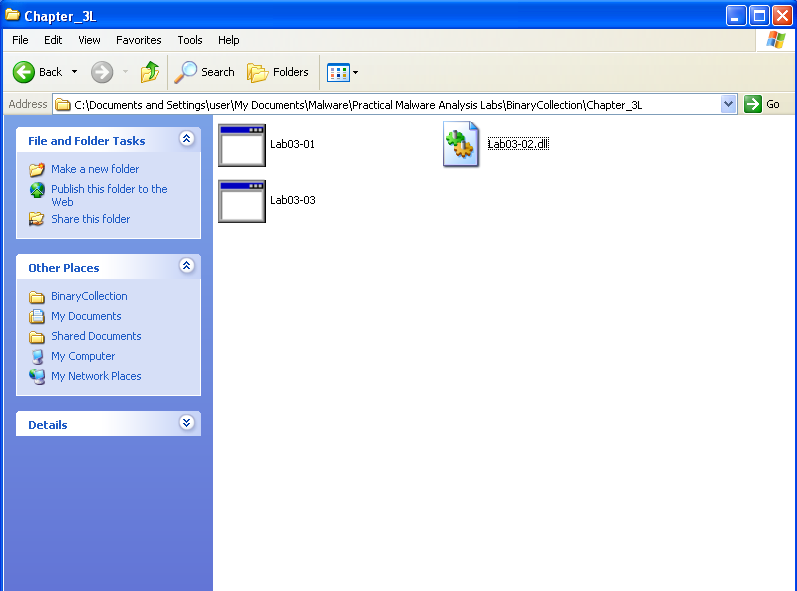 Chapter_3L
File Edit View Favorites Tools Help
Back Search Folders
Address C:\Documents and Settings\user\My Documents\Malware\Practical Malware Analysis Labs\BinaryCollection\Chapter_3L Go
File and Folder Tasks
Make a new folder
Publish this folder to the
Web
Share this folder
Other Places
BinaryCollection
My Documents
Shared Documents
My Computer
My Network Places
Details
Lab03-01
Lab03-02.dll
Lab03-03